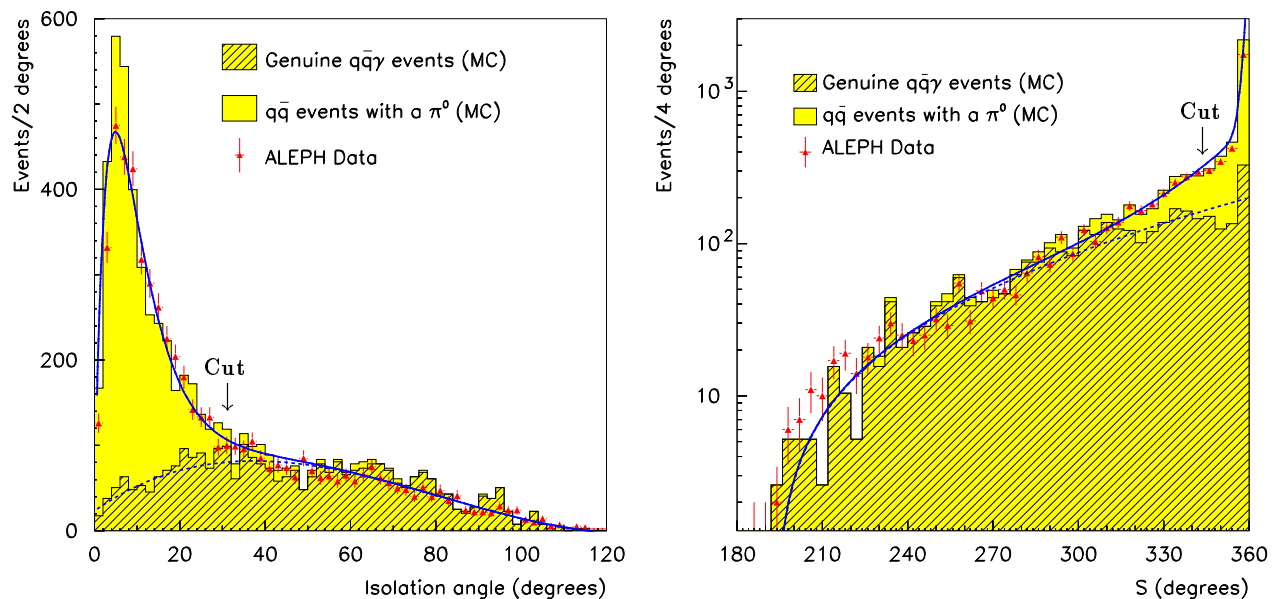 Events/2 degrees
600
400
200
0
Genuine qq̄γ events (MC)
qq̄ events with a π⁰ (MC)
ALEPH Data
Cut
0 20 40 60 80 100 120
Isolation angle (degrees)
Events/4 degrees
10³
10²
10
Genuine qq̄γ events (MC)
qq̄ events with a π⁰ (MC)
ALEPH Data
Cut
180 210 240 270 300 330 360
S (degrees)